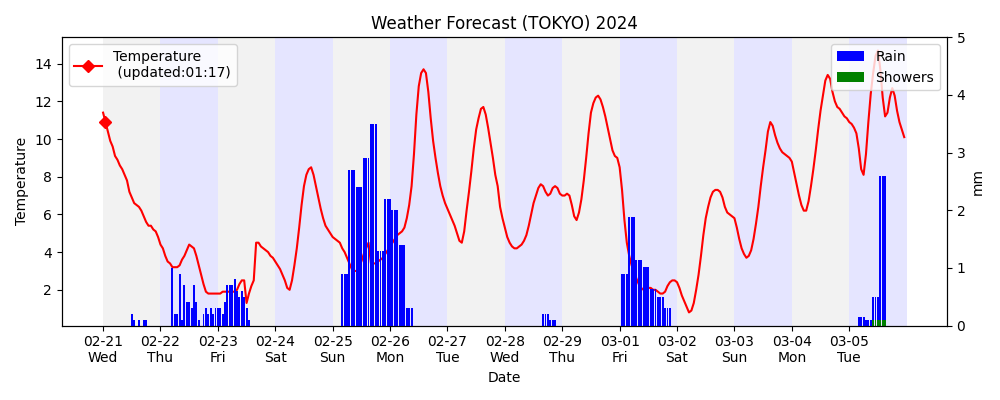 Weather Forecast (TOKYO) 2024
Temperature
(updated:01:17)
Rain
Showers
Temperature
14
12
10
8
6
4
2
5
4
3
2
1
0
mm
02-21 02-22 02-23 02-24 02-25 02-26 02-27 02-28 02-29 03-01 03-02 03-03 03-04 03-05
Wed Thu Fri Sat Sun Mon Tue Wed Thu Fri Sat Sun Mon Tue
Date